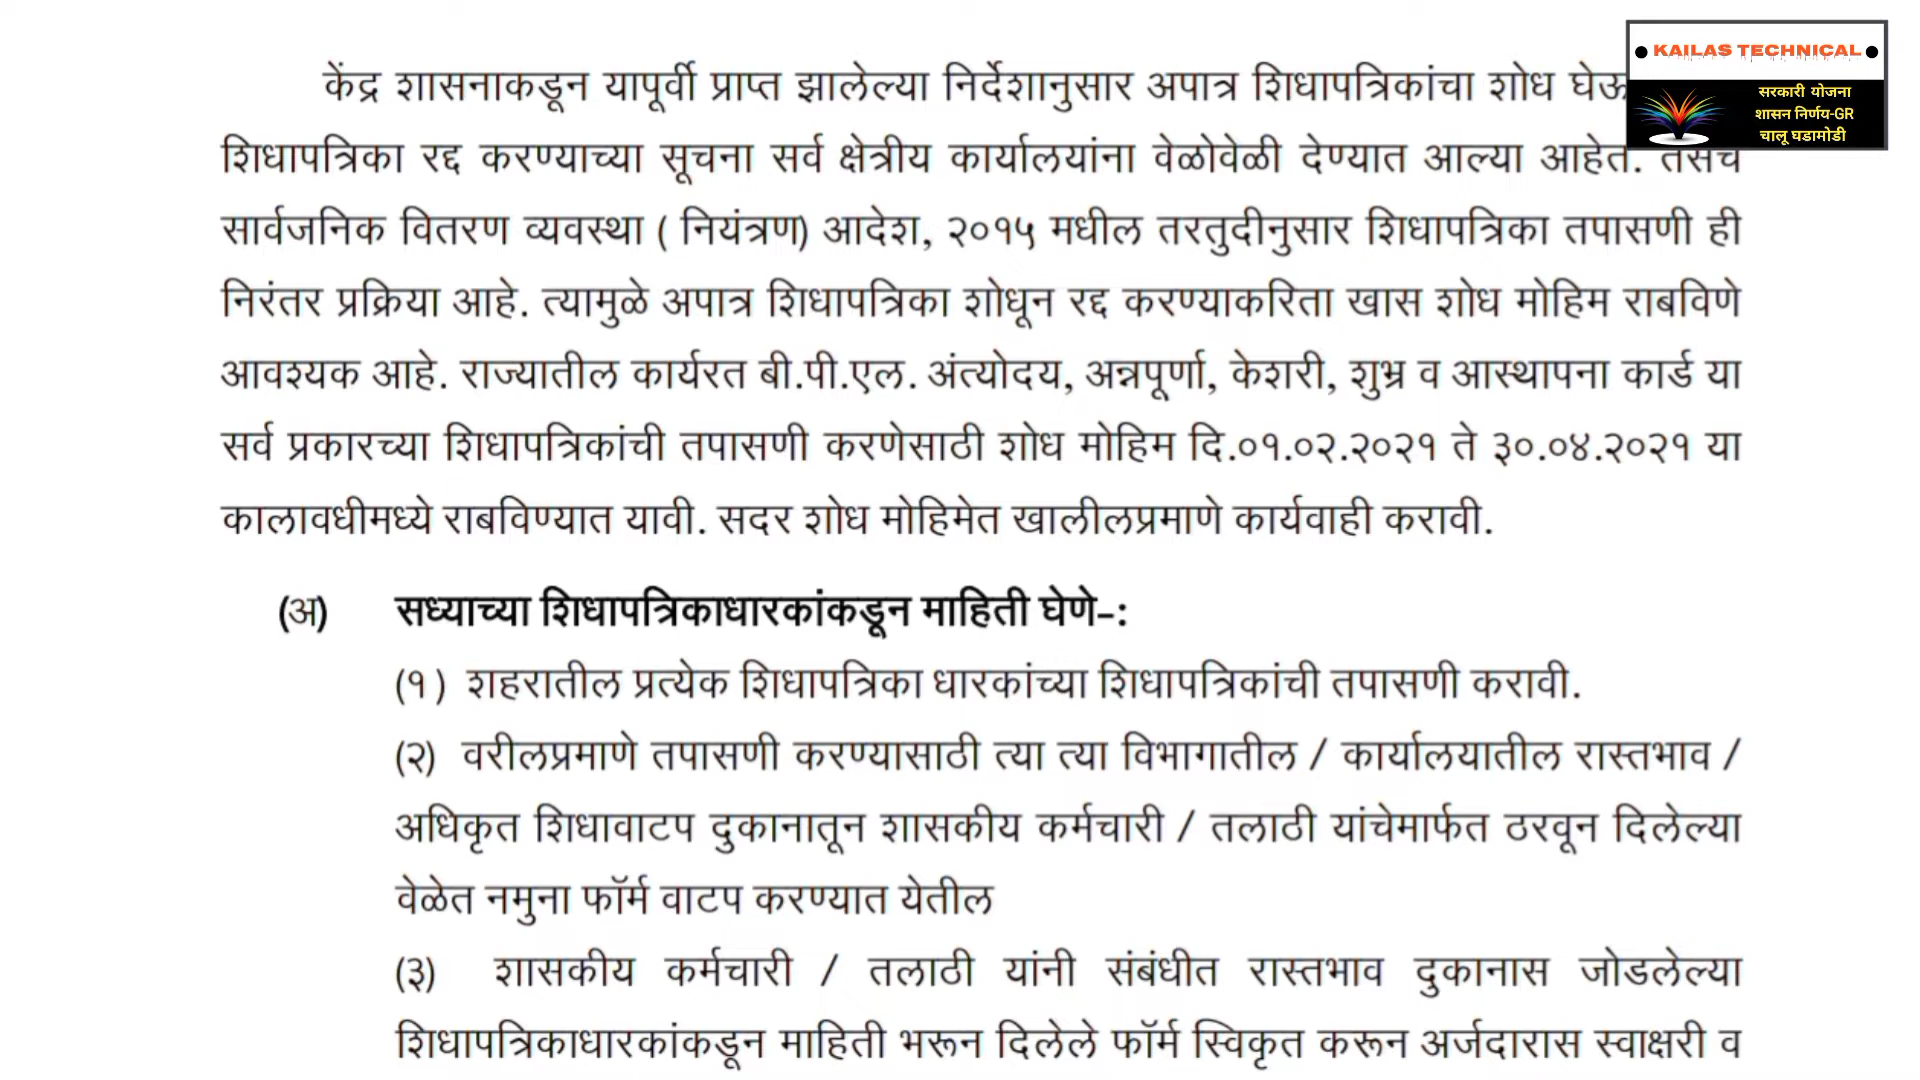 केंद्र शासनाकडून यापूर्वी प्राप्त झालेल्या निर्देशानुसार अपात्र शिधापत्रिकांचा शोध
शिधापत्रिका रद्द करण्याच्या सूचना सर्व क्षेत्रीय कार्यालयांना वेळोवेळी देण्यात आल्या आहेत. तसेच
सार्वजनिक वितरण व्यवस्था ( नियंत्रण) आदेश, २०१५ मधील तरतुदीनुसार शिधापत्रिका तपासणी ही
निरंतर प्रक्रिया आहे. त्यामुळे अपात्र शिधापत्रिका शोधून रद्द करण्याकरिता खास शोध मोहिम राबविणे
आवश्यक आहे. राज्यातील कार्यरत बी.पी.एल. अंत्योदय, अन्नपूर्णा, केशरी, शुभ्र व आस्थापना कार्ड या
सर्व प्रकारच्या शिधापत्रिकांची तपासणी करणेसाठी शोध मोहिम दि.०१.०२.२०२१ ते ३०.०४.२०२१ या
कालावधीमध्ये राबविण्यात यावी. सदर शोध मोहिमेत खालीलप्रमाणे कार्यवाही करावी.
(अ) सध्याच्या शिधापत्रिकाधारकांकडून माहिती घेणे-:
(१ ) शहरातील प्रत्येक शिधापत्रिका धारकांच्या शिधापत्रिकांची तपासणी करावी.
(२) वरीलप्रमाणे तपासणी करण्यासाठी त्या त्या विभागातील / कार्यालयातील रास्तभाव /
अधिकृत शिधावाटप दुकानातून शासकीय कर्मचारी / तलाठी यांचेमार्फत ठरवून दिलेल्या
वेळेत नमुना फॉर्म वाटप करण्यात येतील
(३) शासकीय कर्मचारी / तलाठी यांनी संबंधीत रास्तभाव दुकानास जोडलेल्या
शिधापत्रिकाधारकांकडून माहिती भरून दिलेले फॉर्म स्विकृत करून अर्जदारास स्वाक्षरी व
KAILAS TECHNICAL
सरकारी योजना
शासन निर्णय-GR
चालू घडामोडी